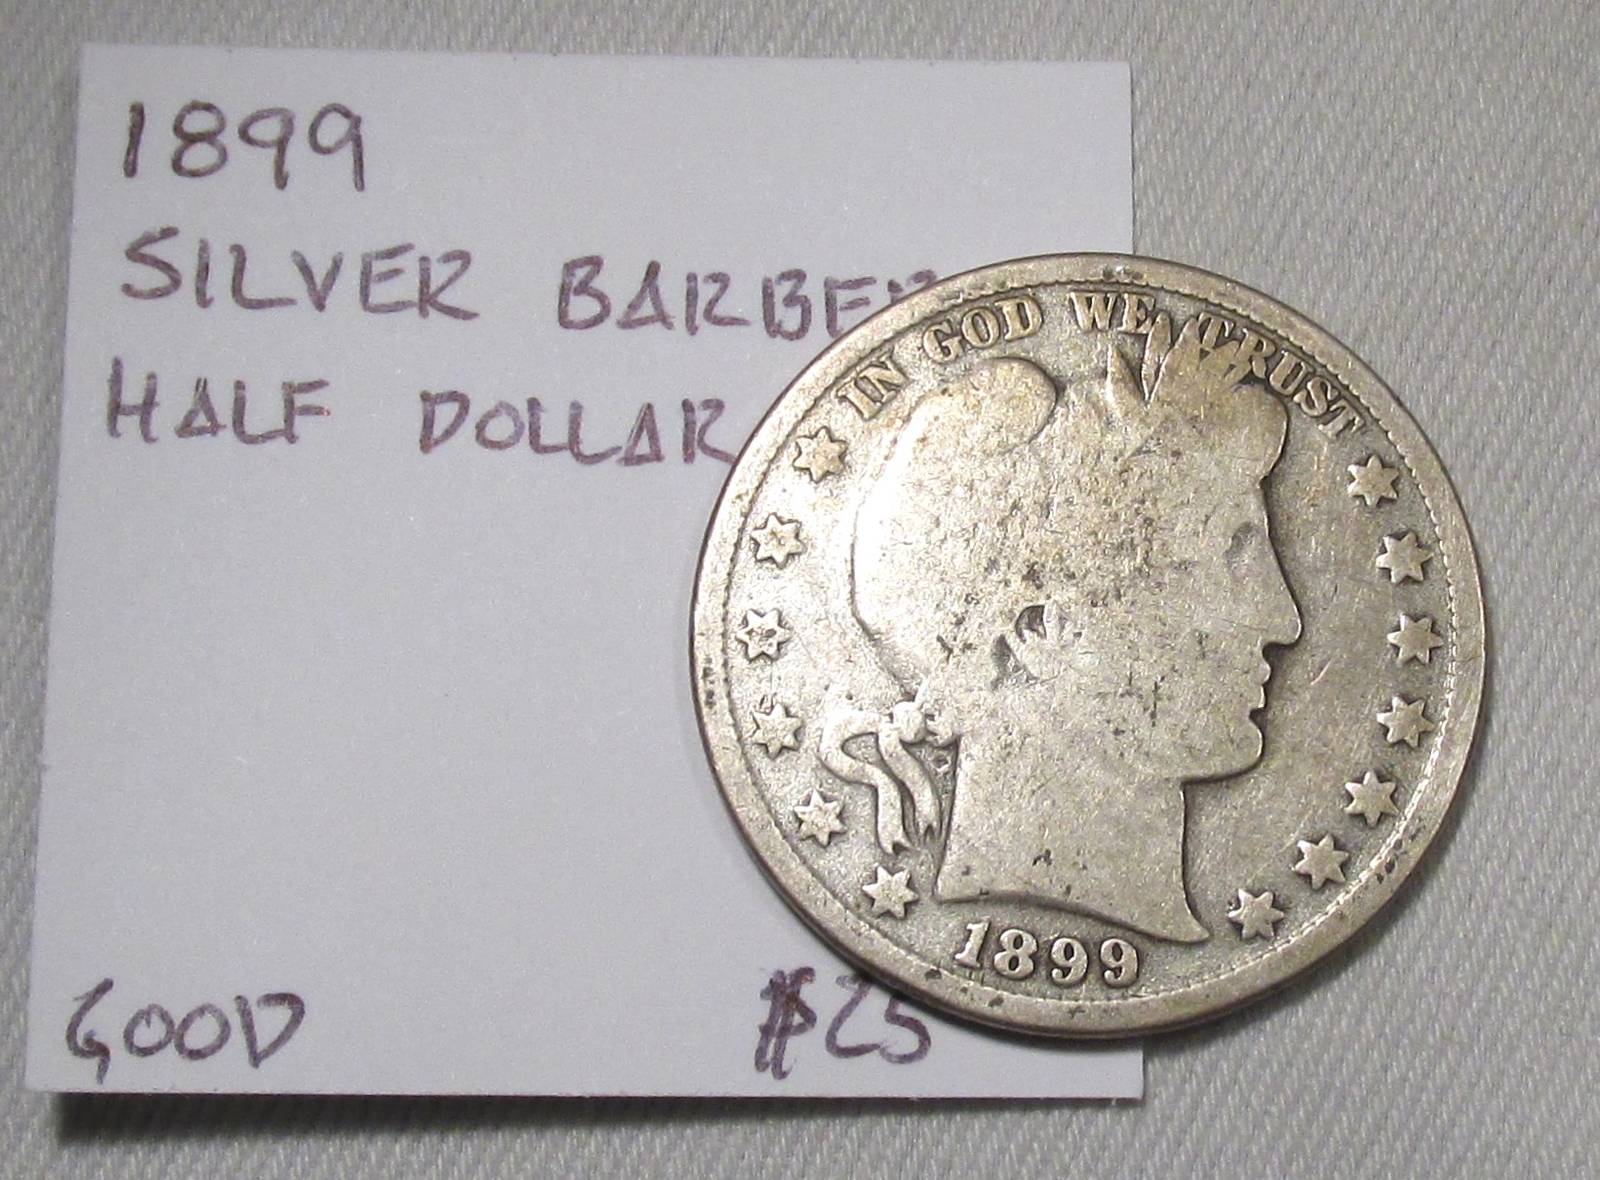 1899
SILVER BARBER
HALF DOLLAR
GOOD $25
IN GOD WE TRUST
1899